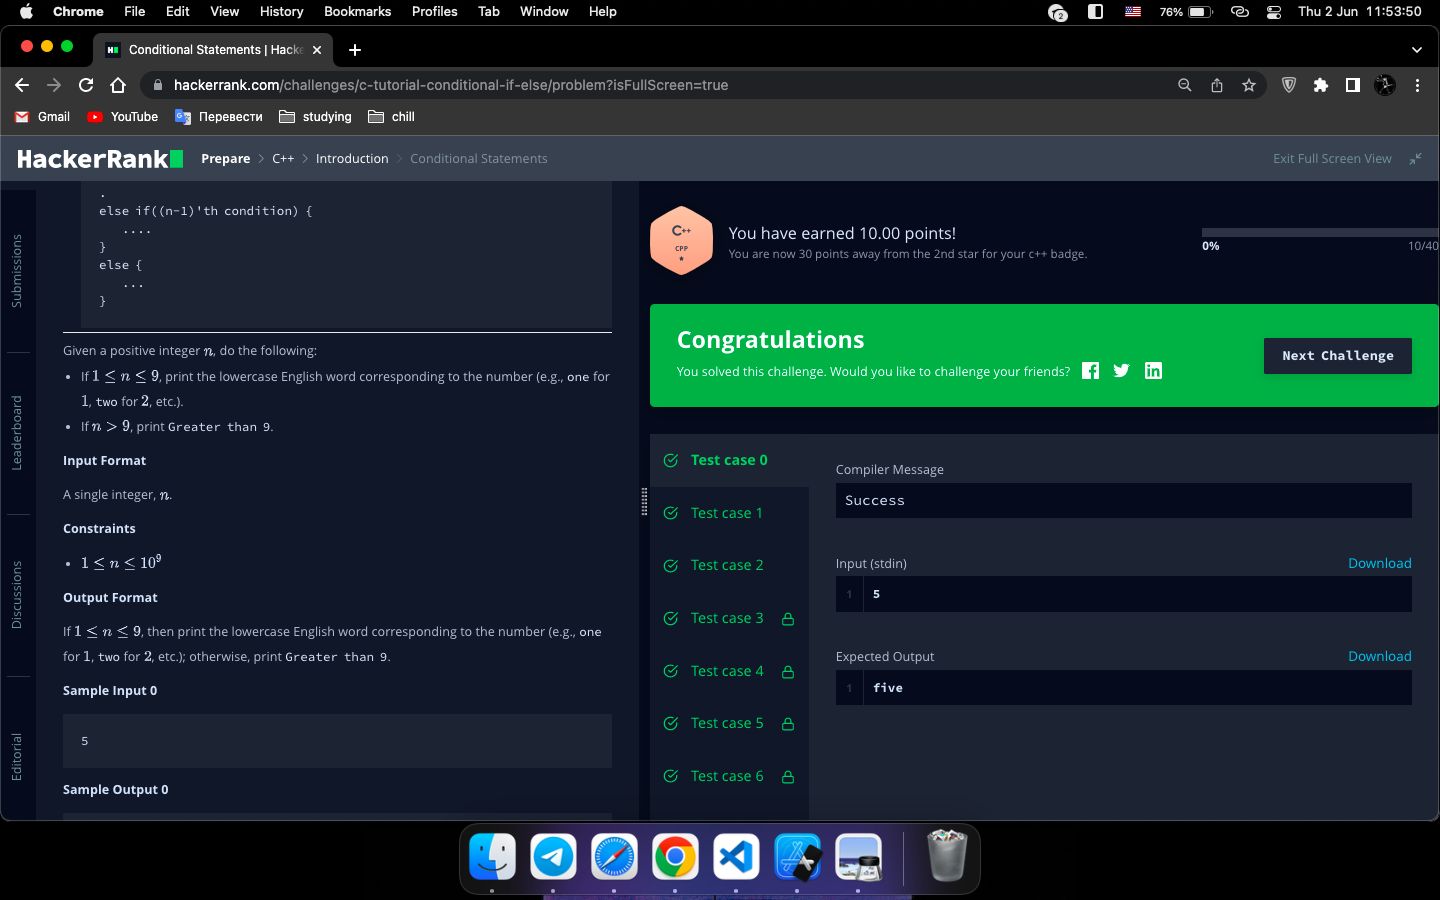 Chrome File Edit View History Bookmarks Profiles Tab Window Help 2 76% Thu 2 Jun 11:53:50
Conditional Statements | Hacke
hackerrank.com/challenges/c-tutorial-conditional-if-else/problem?isFullScreen=true
Gmail YouTube Перевести studying chill
HackerRank Prepare > C++ > Introduction > Conditional Statements Exit Full Screen View
Submissions
Leaderboard
Discussions
Editorial
.
else if((n-1)'th condition) {
....
}
else {
...
}
Given a positive integer n, do the following:
• If 1 ≤ n ≤ 9, print the lowercase English word corresponding to the number (e.g., one for
1, two for 2, etc.).
• If n > 9, print Greater than 9.
Input Format
A single integer, n.
Constraints
• 1 ≤ n ≤ 10⁹
Output Format
If 1 ≤ n ≤ 9, then print the lowercase English word corresponding to the number (e.g., one
for 1, two for 2, etc.); otherwise, print Greater than 9.
Sample Input 0
5
Sample Output 0
C++
CPP
You have earned 10.00 points!
You are now 30 points away from the 2nd star for your c++ badge.
0% 10/40
Congratulations
You solved this challenge. Would you like to challenge your friends?
Next Challenge
Test case 0
Test case 1
Test case 2
Test case 3
Test case 4
Test case 5
Test case 6
Compiler Message
Success
Input (stdin) Download
1 5
Expected Output Download
1 five